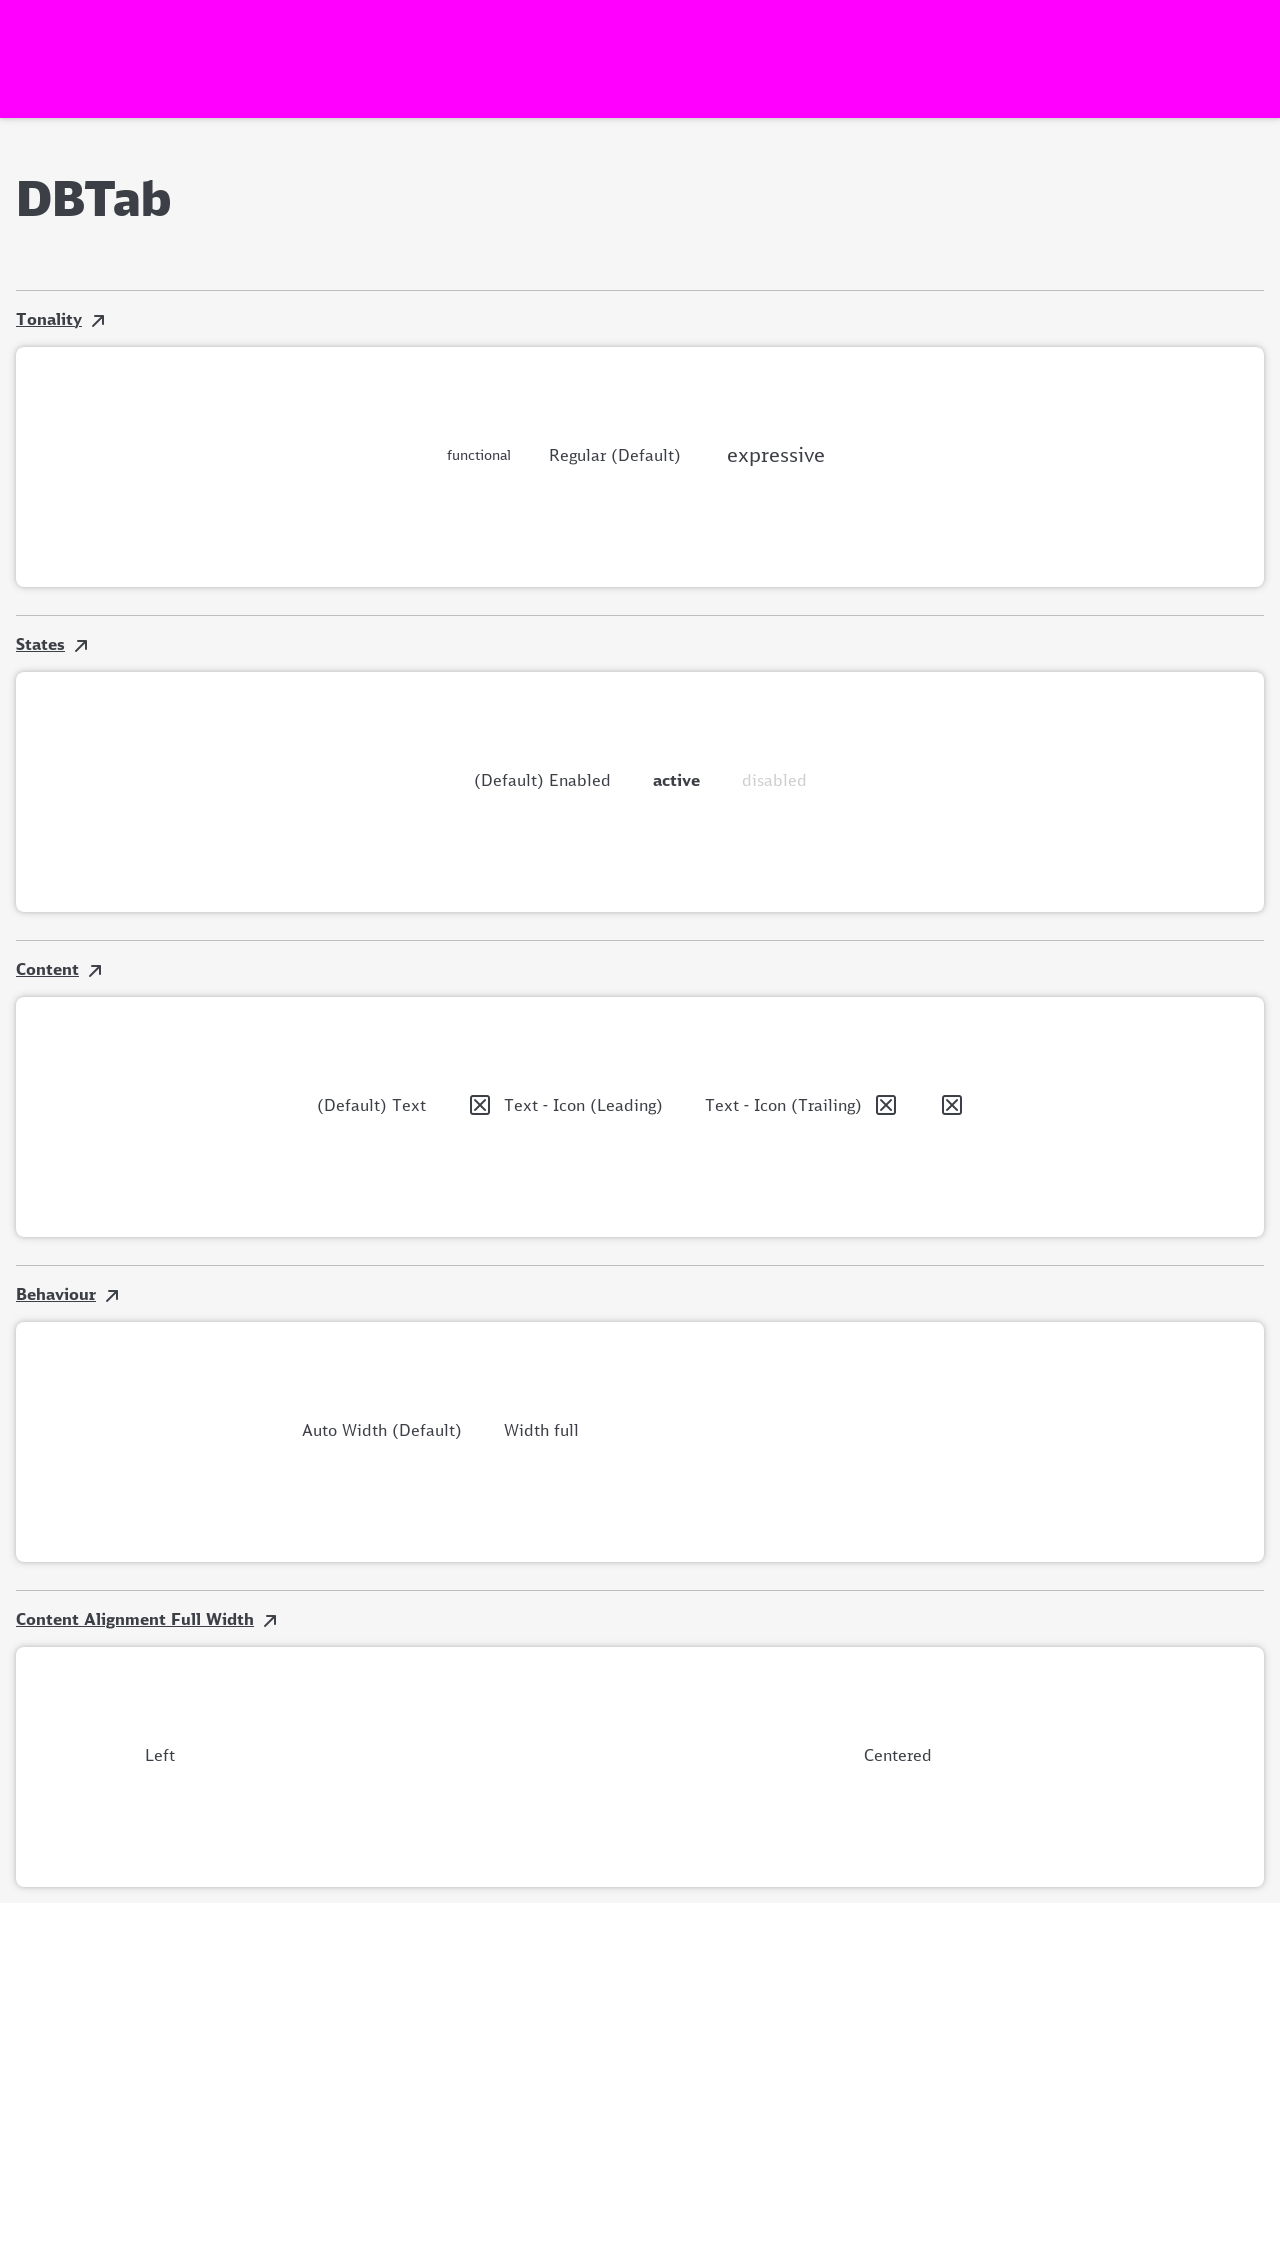 DBTab
Tonality
functional Regular (Default) expressive
States
(Default) Enabled active disabled
Content
(Default) Text Text - Icon (Leading) Text - Icon (Trailing)
Behaviour
Auto Width (Default) Width full
Content Alignment Full Width
Left Centered